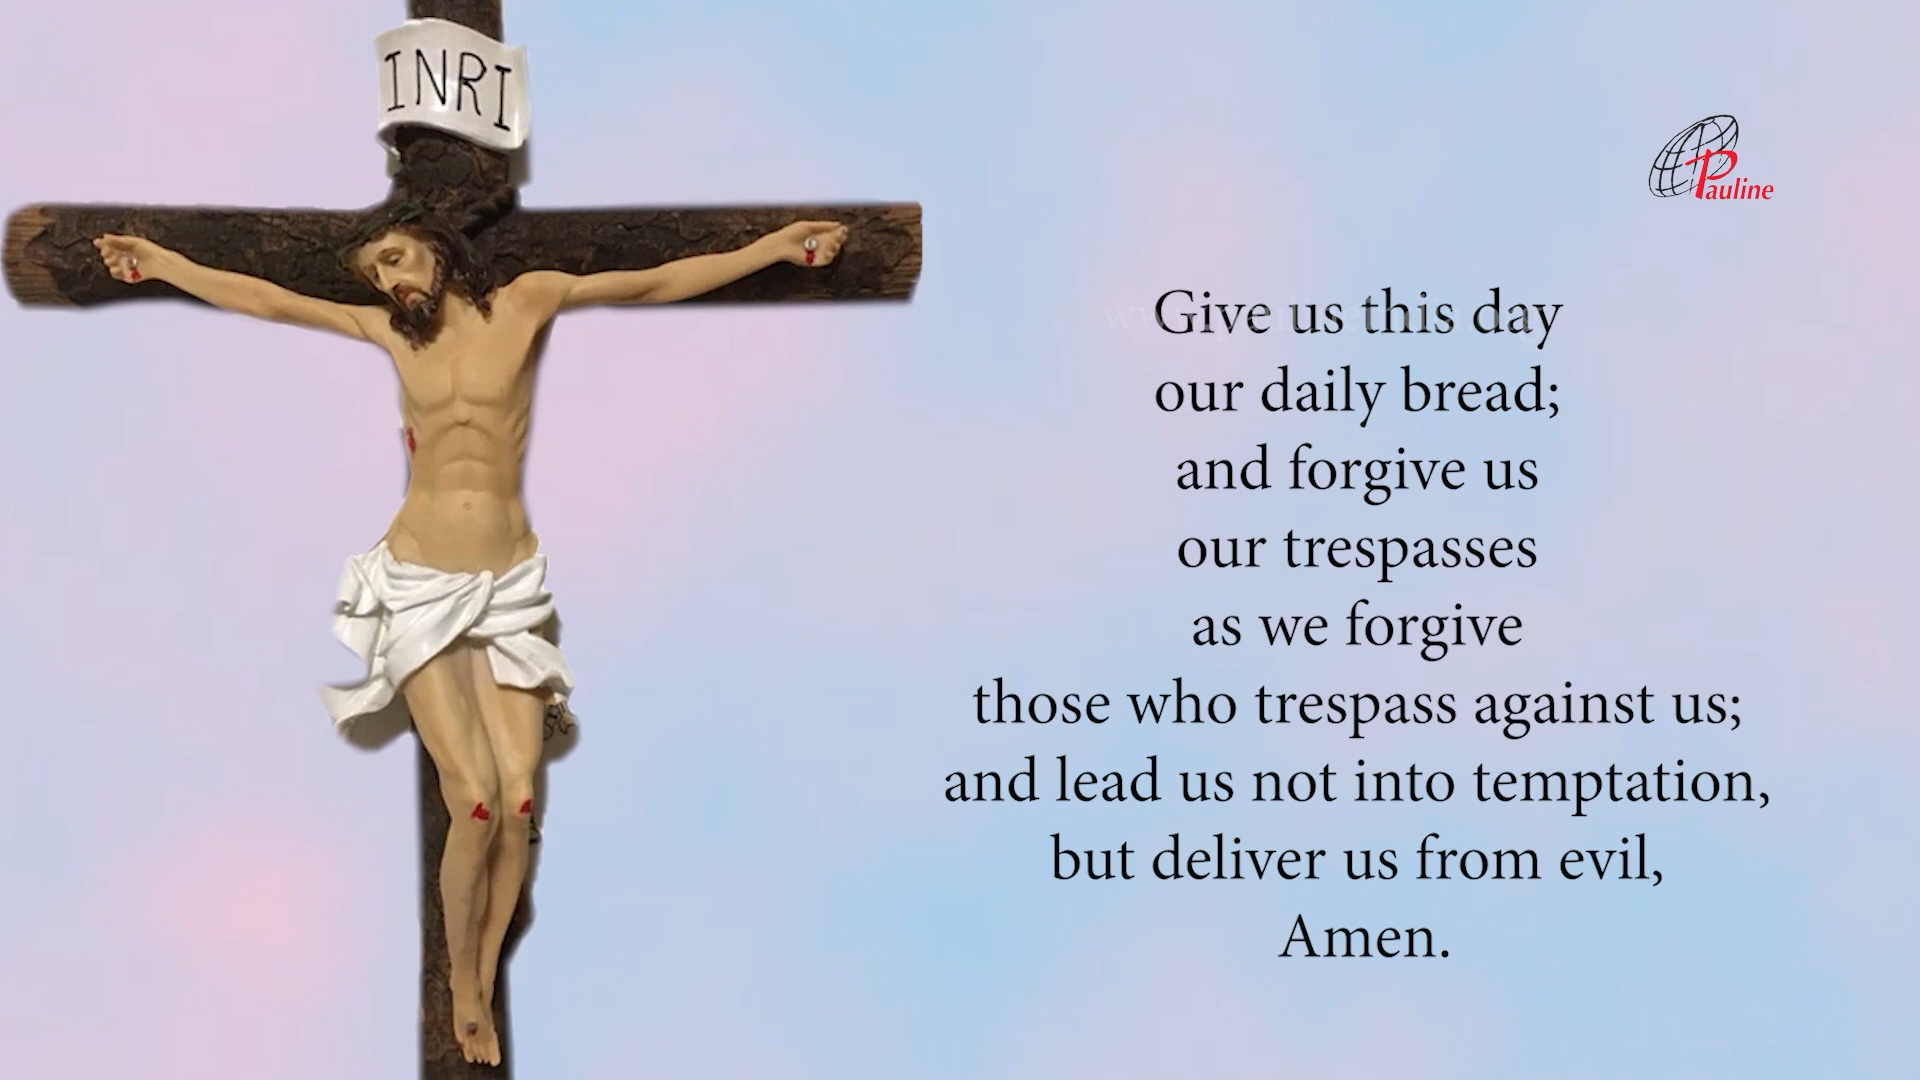 INRI
Pauline
Give us this day
our daily bread;
and forgive us
our trespasses
as we forgive
those who trespass against us;
and lead us not into temptation,
but deliver us from evil,
Amen.